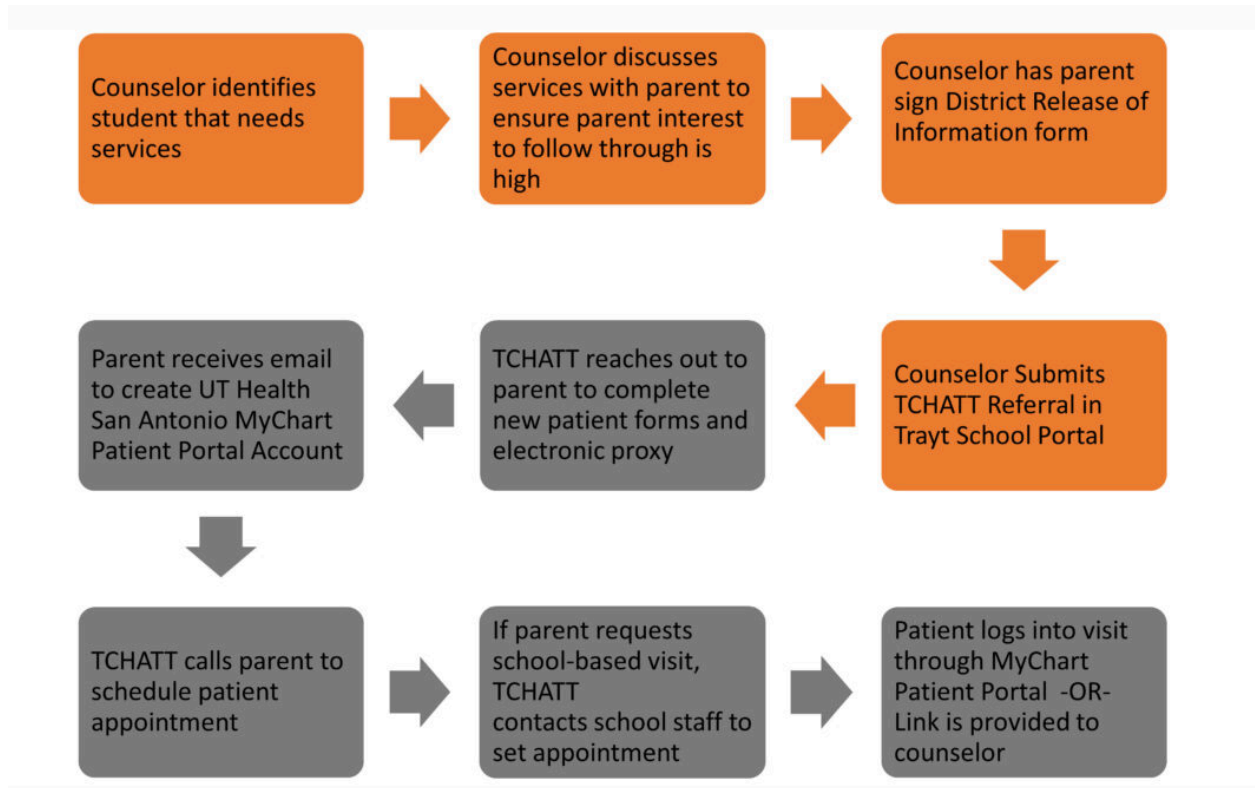 Counselor identifies
student that needs
services
Counselor discusses
services with parent to
ensure parent interest
to follow through is
high
Counselor has parent
sign District Release of
Information form
Counselor Submits
TCHATT Referral in
Trayt School Portal
TCHATT reaches out to
parent to complete
new patient forms and
electronic proxy
Parent receives email
to create UT Health
San Antonio MyChart
Patient Portal Account
TCHATT calls parent to
schedule patient
appointment
If parent requests
school-based visit,
TCHATT
contacts school staff to
set appointment
Patient logs into visit
through MyChart
Patient Portal -OR-
Link is provided to
counselor